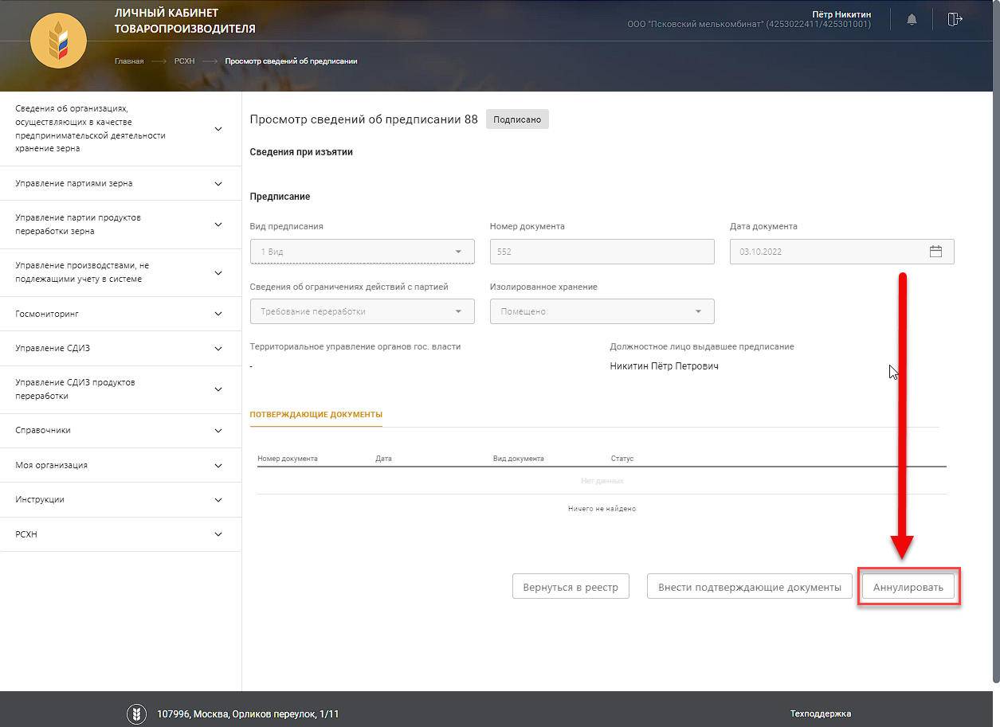 ЛИЧНЫЙ КАБИНЕТ
ТОВАРОПРОИЗВОДИТЕЛЯ
Пётр Никитин
ООО "Псковский мелькомбинат" (4253022411/425301001)
Главная РСХН Просмотр сведений об предписании
Сведения об организациях,
осуществляющих в качестве
предпринимательской деятельности
хранение зерна
Управление партиями зерна
Управление партии продуктов
переработки зерна
Управление производствами, не
подлежащими учету в системе
Госмониторинг
Управление СДИЗ
Управление СДИЗ продуктов
переработки
Справочники
Моя организация
Инструкции
РСХН
Просмотр сведений об предписании 88 Подписано
Сведения при изъятии
Предписание
Вид предписания Номер документа Дата документа
1 Вид 552 03.10.2022
Сведения об ограничениях действий с партией Изолированное хранение
Требование переработки Помещено
Территориальное управление органов гос. власти Должностное лицо выдавшее предписание
- Никитин Пётр Петрович
ПОТВЕРЖДАЮЩИЕ ДОКУМЕНТЫ
Номер документа Дата Вид документа Статус
Нет данных
Ничего не найдено
Вернуться в реестр Внести подтверждающие документы Аннулировать
107996, Москва, Орликов переулок, 1/11 Техподдержка